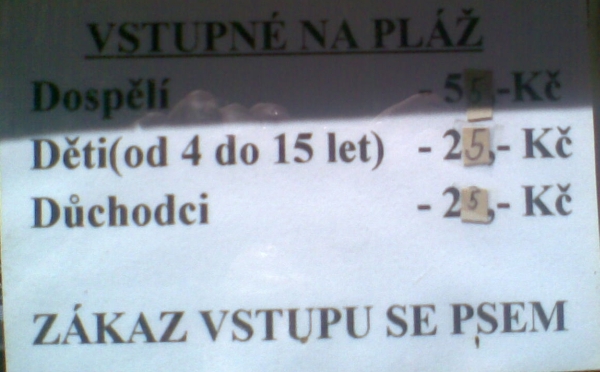 VSTUPNÉ NA PLÁŽ
Dospělí - 55,-Kč
Děti(od 4 do 15 let) - 25,- Kč
Důchodci - 25,- Kč
ZÁKAZ VSTUPU SE PSEM